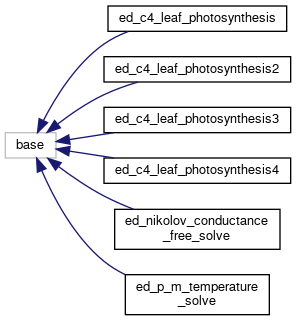 ed_c4_leaf_photosynthesis
ed_c4_leaf_photosynthesis2
ed_c4_leaf_photosynthesis3
base
ed_c4_leaf_photosynthesis4
ed_nikolov_conductance
_free_solve
ed_p_m_temperature
_solve